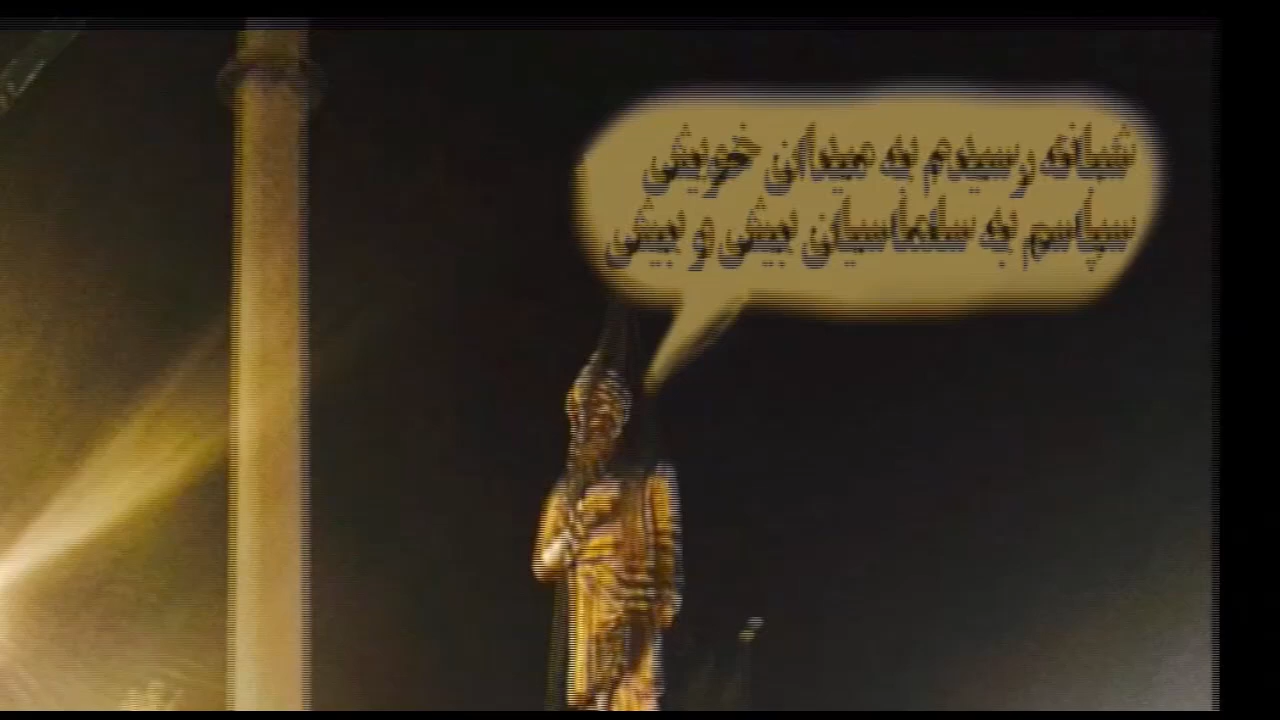 شبانه رسیدم به میدان خویش
سپاسم به سلماسیان بیش و بیش